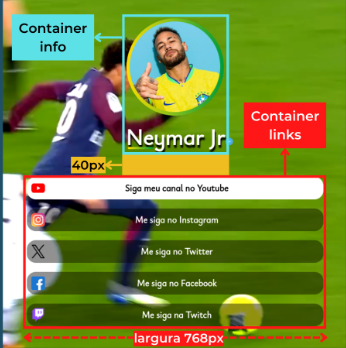 Container
info
Neymar Jr
Container
links
40px
Siga meu canal no Youtube
Me siga no Instagram
Me siga no Twitter
Me siga no Facebook
Me siga na Twitch
largura 768px